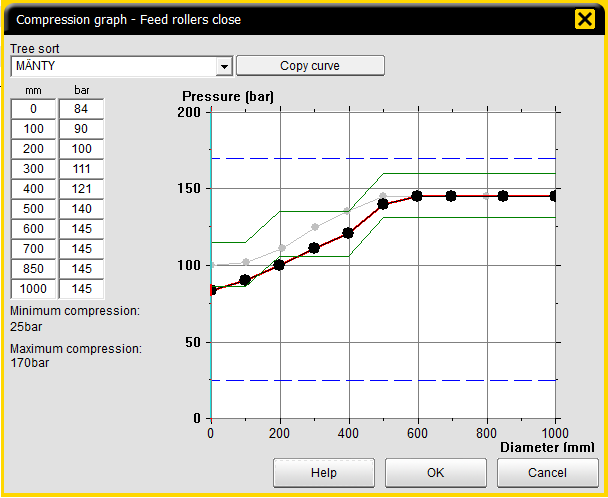 Compression graph - Feed rollers close
Tree sort
MÄNTY
Copy curve
mm bar
0 84
100 90
200 100
300 111
400 121
500 140
600 145
700 145
850 145
1000 145
Minimum compression:
25bar
Maximum compression:
170bar
Pressure (bar)
200
150
100
50
0
0 200 400 600 800 1000
Diameter (mm)
Help OK Cancel